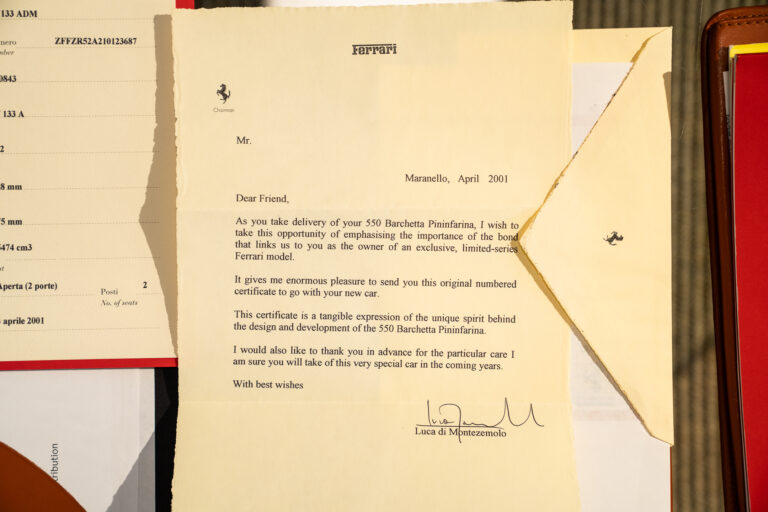 133 ADM
ZFFZR52A210123687
0843
133 A
2
8 mm
5 mm
5474 cm3
Aperta (2 porte)
Posti 2
No. of seats
aprile 2001
tribution
Ferrari
Chairman
Mr.
Maranello, April 2001
Dear Friend,
As you take delivery of your 550 Barchetta Pininfarina, I wish to
take this opportunity of emphasising the importance of the bond
that links us to you as the owner of an exclusive, limited-series
Ferrari model.
It gives me enormous pleasure to send you this original numbered
certificate to go with your new car.
This certificate is a tangible expression of the unique spirit behind
the design and development of the 550 Barchetta Pininfarina.
I would also like to thank you in advance for the particular care I
am sure you will take of this very special car in the coming years.
With best wishes
Luca di Montezemolo